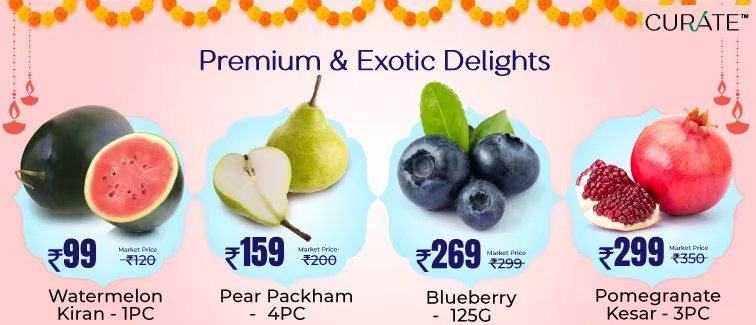 CURATE™
Premium & Exotic Delights
₹99 Market Price ₹120
₹159 Market Price ₹200
₹269 Market Price ₹299
₹299 Market Price ₹350
Watermelon
Kiran - 1PC
Pear Packham
- 4PC
Blueberry
- 125G
Pomegranate
Kesar - 3PC